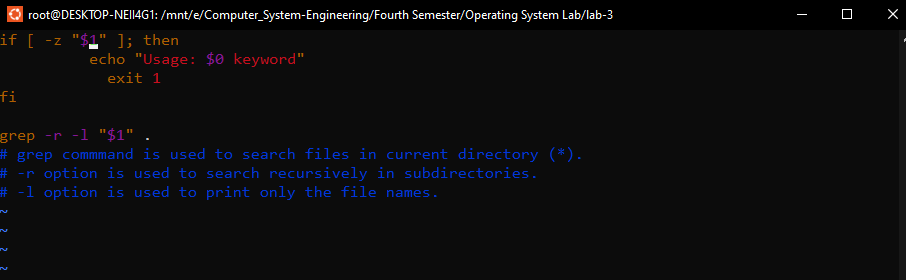 root@DESKTOP-NEII4G1: /mnt/e/Computer_System-Engineering/Fourth Semester/Operating System Lab/lab-3
if [ -z "$1" ]; then
echo "Usage: $0 keyword"
exit 1
fi
grep -r -l "$1" .
# grep commmand is used to search files in current directory (*).
# -r option is used to search recursively in subdirectories.
# -l option is used to print only the file names.
~
~
~
~